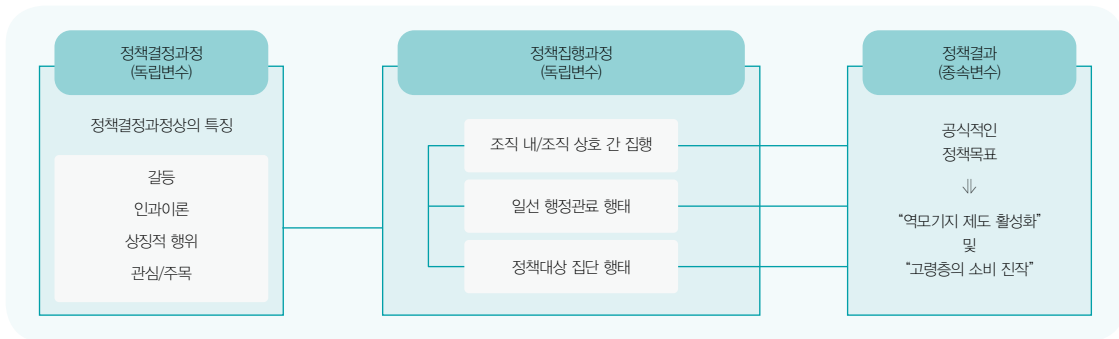 정책결정과정
(독립변수)
정책결정과정상의 특징
갈등
인과이론
상징적 행위
관심/주목
정책집행과정
(독립변수)
조직 내/조직 상호 간 집행
일선 행정관료 행태
정책대상 집단 행태
정책결과
(종속변수)
공식적인
정책목표
⇓
“역모기지 제도 활성화”
및
“고령층의 소비 진작”